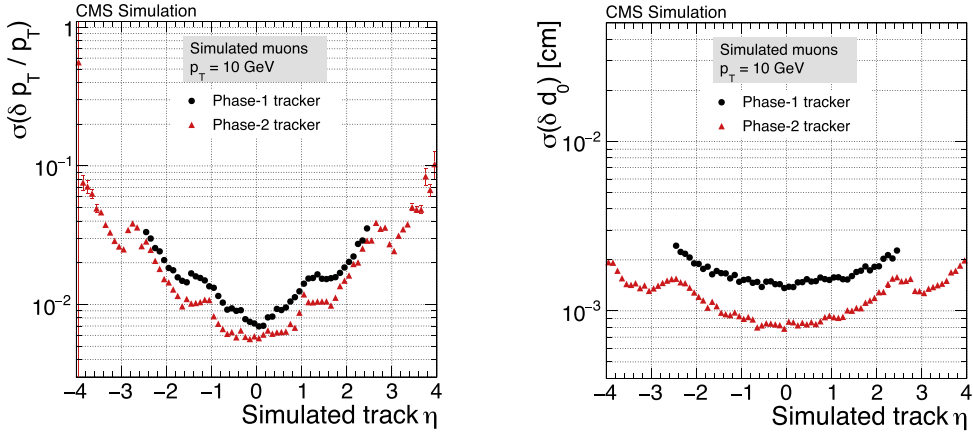 CMS Simulation
σ(δ p_T / p_T)
1
10⁻¹
10⁻²
Simulated muons
p_T = 10 GeV
Phase-1 tracker
Phase-2 tracker
−4 −3 −2 −1 0 1 2 3 4
Simulated track η
CMS Simulation
σ(δ d_0) [cm]
10⁻²
10⁻³
Simulated muons
p_T = 10 GeV
Phase-1 tracker
Phase-2 tracker
−4 −3 −2 −1 0 1 2 3 4
Simulated track η